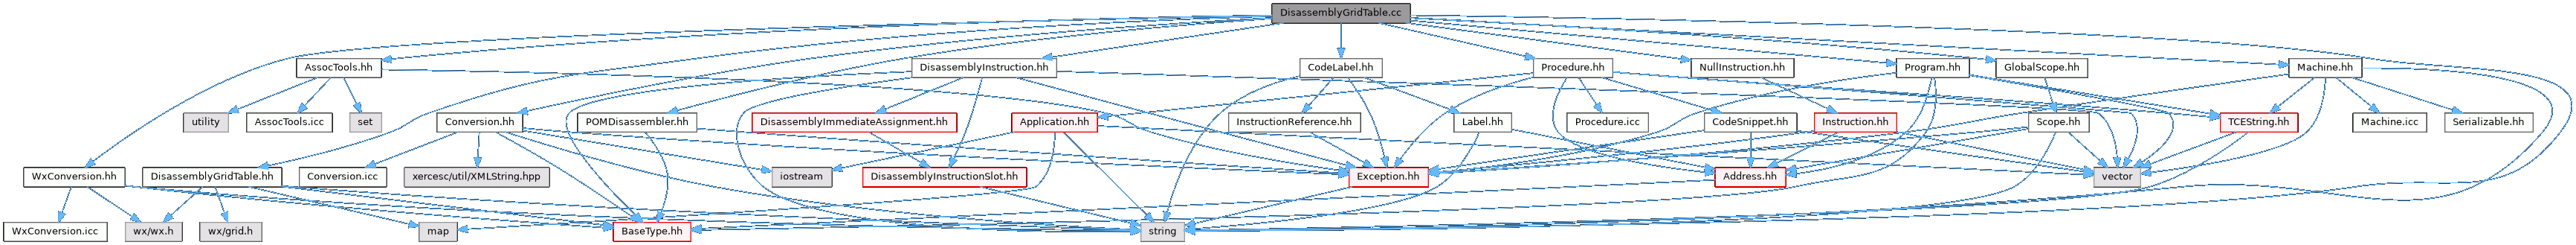 DisassemblyGridTable.cc
AssocTools.hh
DisassemblyInstruction.hh
CodeLabel.hh
Procedure.hh
NullInstruction.hh
Program.hh
GlobalScope.hh
Machine.hh
utility
AssocTools.icc
set
Conversion.hh
POMDisassembler.hh
DisassemblyImmediateAssignment.hh
Application.hh
InstructionReference.hh
Label.hh
Procedure.icc
CodeSnippet.hh
Instruction.hh
Scope.hh
TCEString.hh
Machine.icc
Serializable.hh
WxConversion.hh
DisassemblyGridTable.hh
Conversion.icc
xercesc/util/XMLString.hpp
iostream
DisassemblyInstructionSlot.hh
Exception.hh
Address.hh
vector
WxConversion.icc
wx/wx.h
wx/grid.h
map
BaseType.hh
string